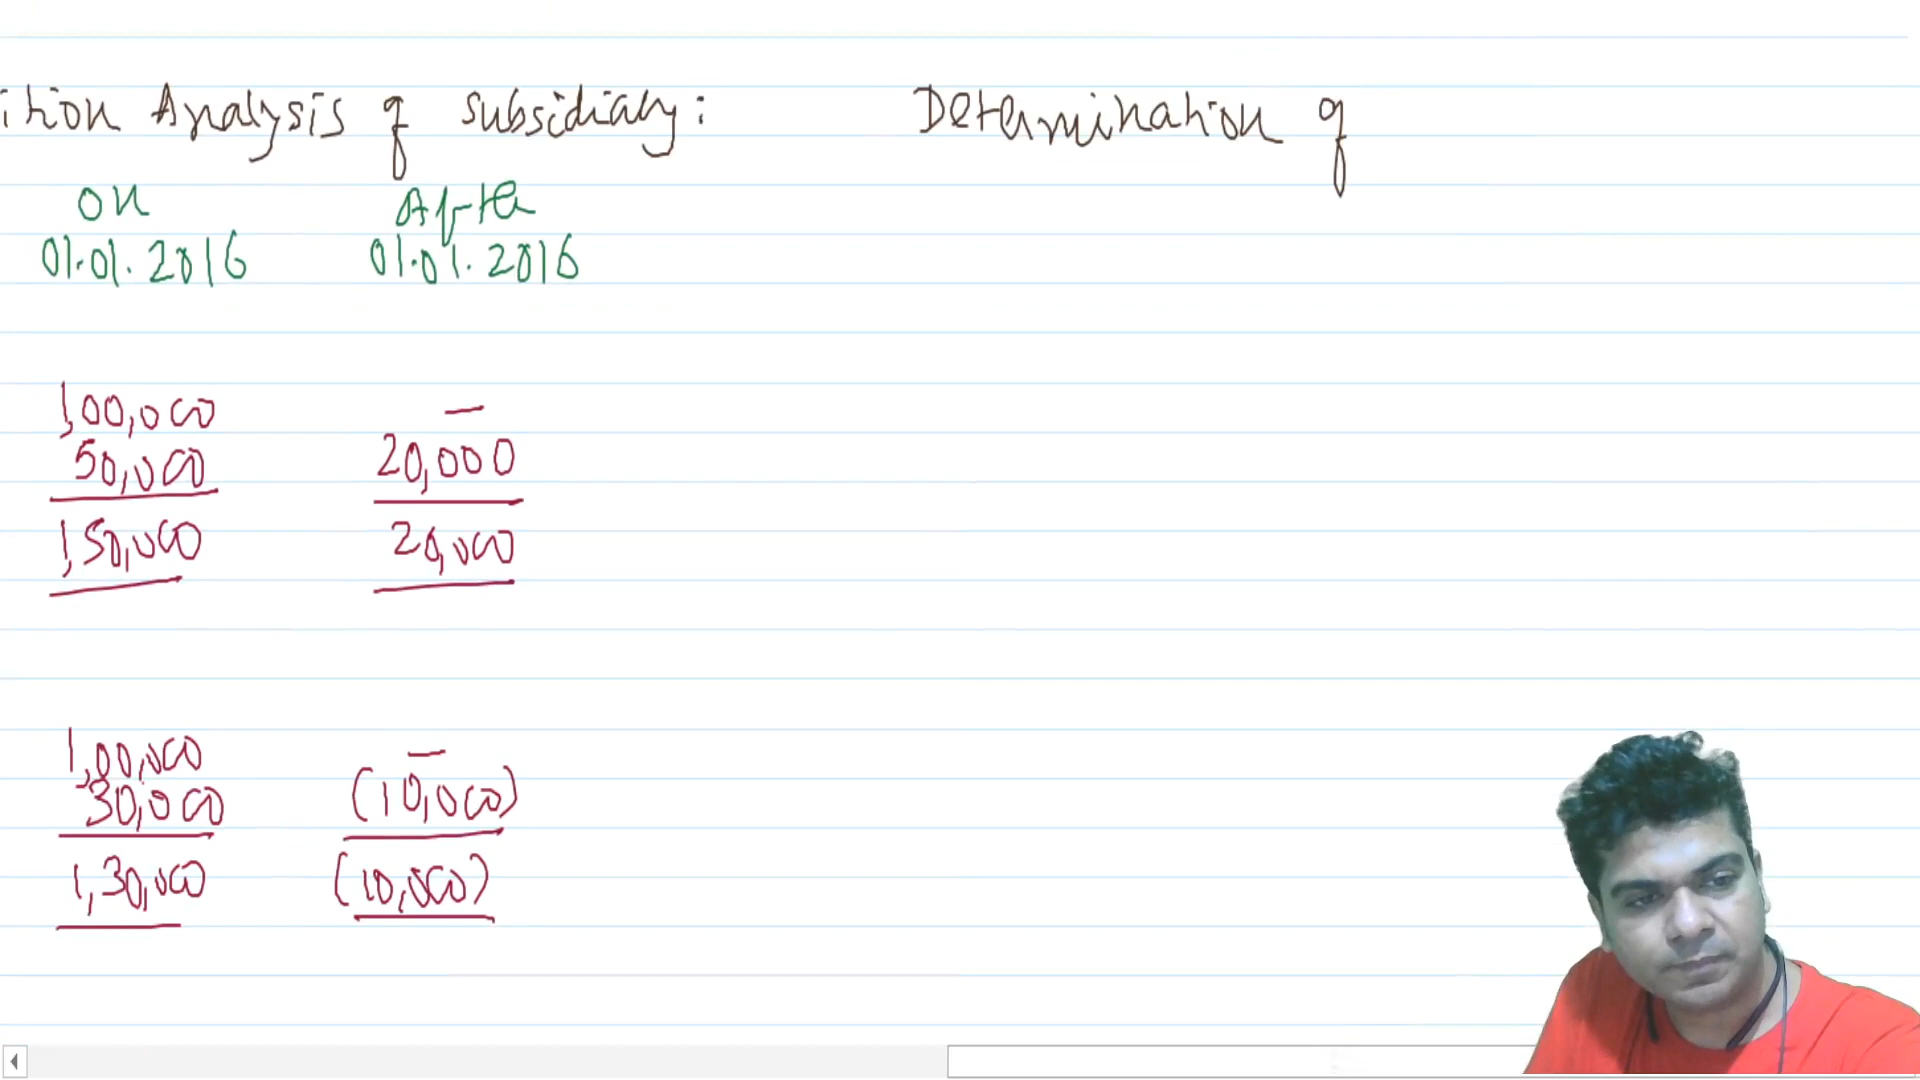 ition Analysis of subsidiary:
Determination of
On After
01.01.2016 01.01.2016
1,00,000 —
50,000 20,000
1,50,000 20,000
1,00,000 —
30,000 (10,000)
1,30,000 (10,000)